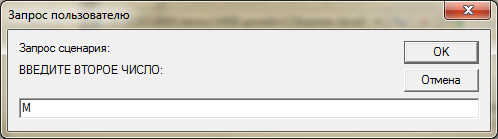 Запрос пользователю
Запрос сценария:
OK
ВВЕДИТЕ ВТОРОЕ ЧИСЛО:
Отмена
М